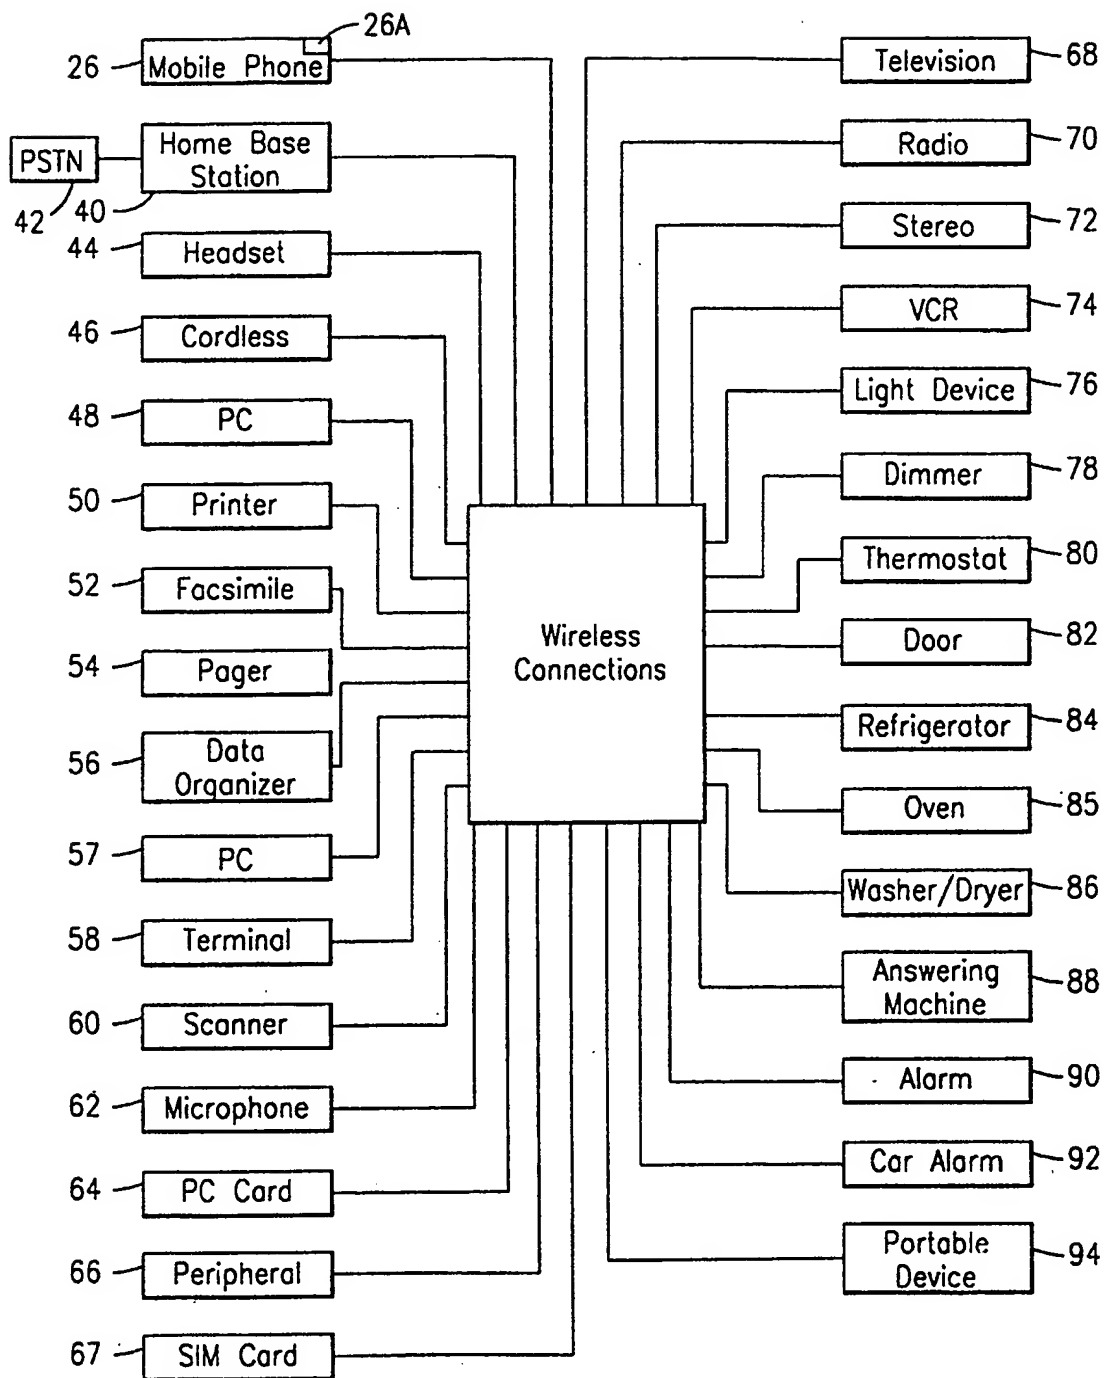 26A
26
Mobile Phone
PSTN
42
Home Base
Station
40
44
Headset
46
Cordless
48
PC
50
Printer
52
Facsimile
54
Pager
56
Data
Organizer
57
PC
58
Terminal
60
Scanner
62
Microphone
64
PC Card
66
Peripheral
67
SIM Card
Wireless
Connections
Television
68
Radio
70
Stereo
72
VCR
74
Light Device
76
Dimmer
78
Thermostat
80
Door
82
Refrigerator
84
Oven
85
Washer/Dryer
86
Answering
Machine
88
Alarm
90
Car Alarm
92
Portable
Device
94